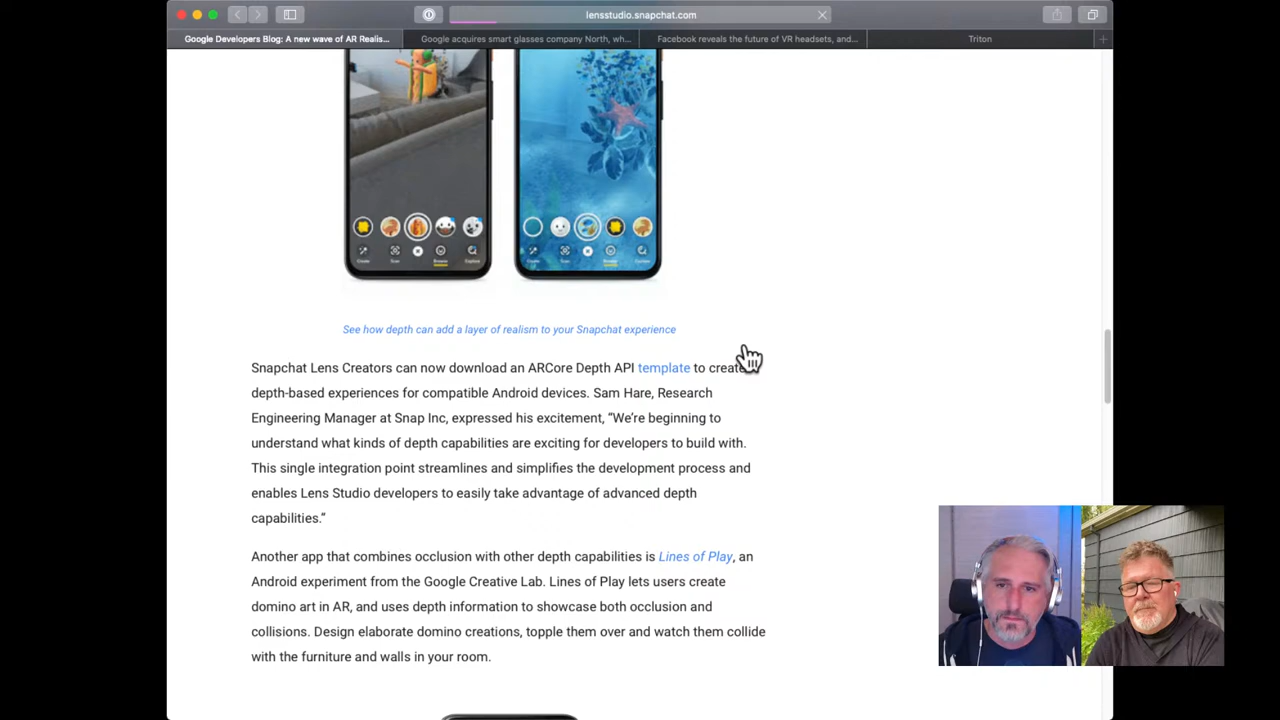 lensstudio.snapchat.com
Google Developers Blog: A new wave of AR Realis...
Google acquires smart glasses company North, wh...
Facebook reveals the future of VR headsets, and...
Triton
See how depth can add a layer of realism to your Snapchat experience
Snapchat Lens Creators can now download an ARCore Depth API template to create
depth-based experiences for compatible Android devices. Sam Hare, Research
Engineering Manager at Snap Inc, expressed his excitement, “We’re beginning to
understand what kinds of depth capabilities are exciting for developers to build with.
This single integration point streamlines and simplifies the development process and
enables Lens Studio developers to easily take advantage of advanced depth
capabilities.“
Another app that combines occlusion with other depth capabilities is Lines of Play, an
Android experiment from the Google Creative Lab. Lines of Play lets users create
domino art in AR, and uses depth information to showcase both occlusion and
collisions. Design elaborate domino creations, topple them over and watch them collide
with the furniture and walls in your room.